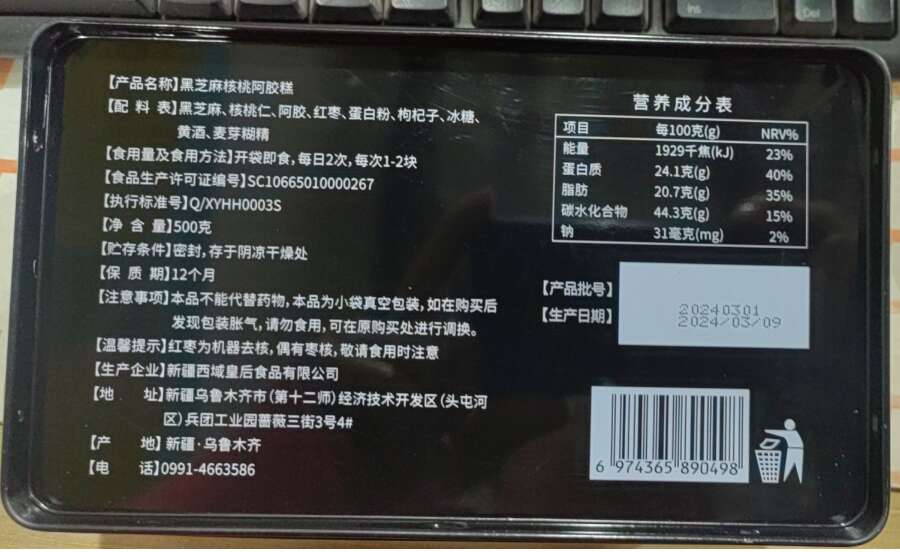 【产品名称】黑芝麻核桃阿胶糕
【配 料 表】黑芝麻、核桃仁、阿胶、红枣、蛋白粉、枸杞子、冰糖、
黄酒、麦芽糊精
【食用量及食用方法】开袋即食，每日2次，每次1-2块
【食品生产许可证编号】SC10665010000267
【执行标准号】Q/XYHH0003S
【净 含 量】500克
【贮存条件】密封，存于阴凉干燥处
【保 质 期】12个月
【注意事项】本品不能代替药物，本品为小袋真空包装，如在购买后
发现包装胀气，请勿食用，可在原购买处进行调换。
【温馨提示】红枣为机器去核，偶有枣核，敬请食用时注意
【生产企业】新疆西域皇后食品有限公司
【地 址】新疆乌鲁木齐市（第十二师）经济技术开发区（头屯河
区）兵团工业园蔷薇三街3号4#
【产 地】新疆·乌鲁木齐
【电 话】0991-4663586
营养成分表
项目 每100克(g) NRV%
能量 1929千焦(kJ) 23%
蛋白质 24.1克(g) 40%
脂肪 20.7克(g) 35%
碳水化合物 44.3克(g) 15%
钠 31毫克(mg) 2%
【产品批号】 20240301
【生产日期】 2024/03/09
6 974365 890498
Ins
Del